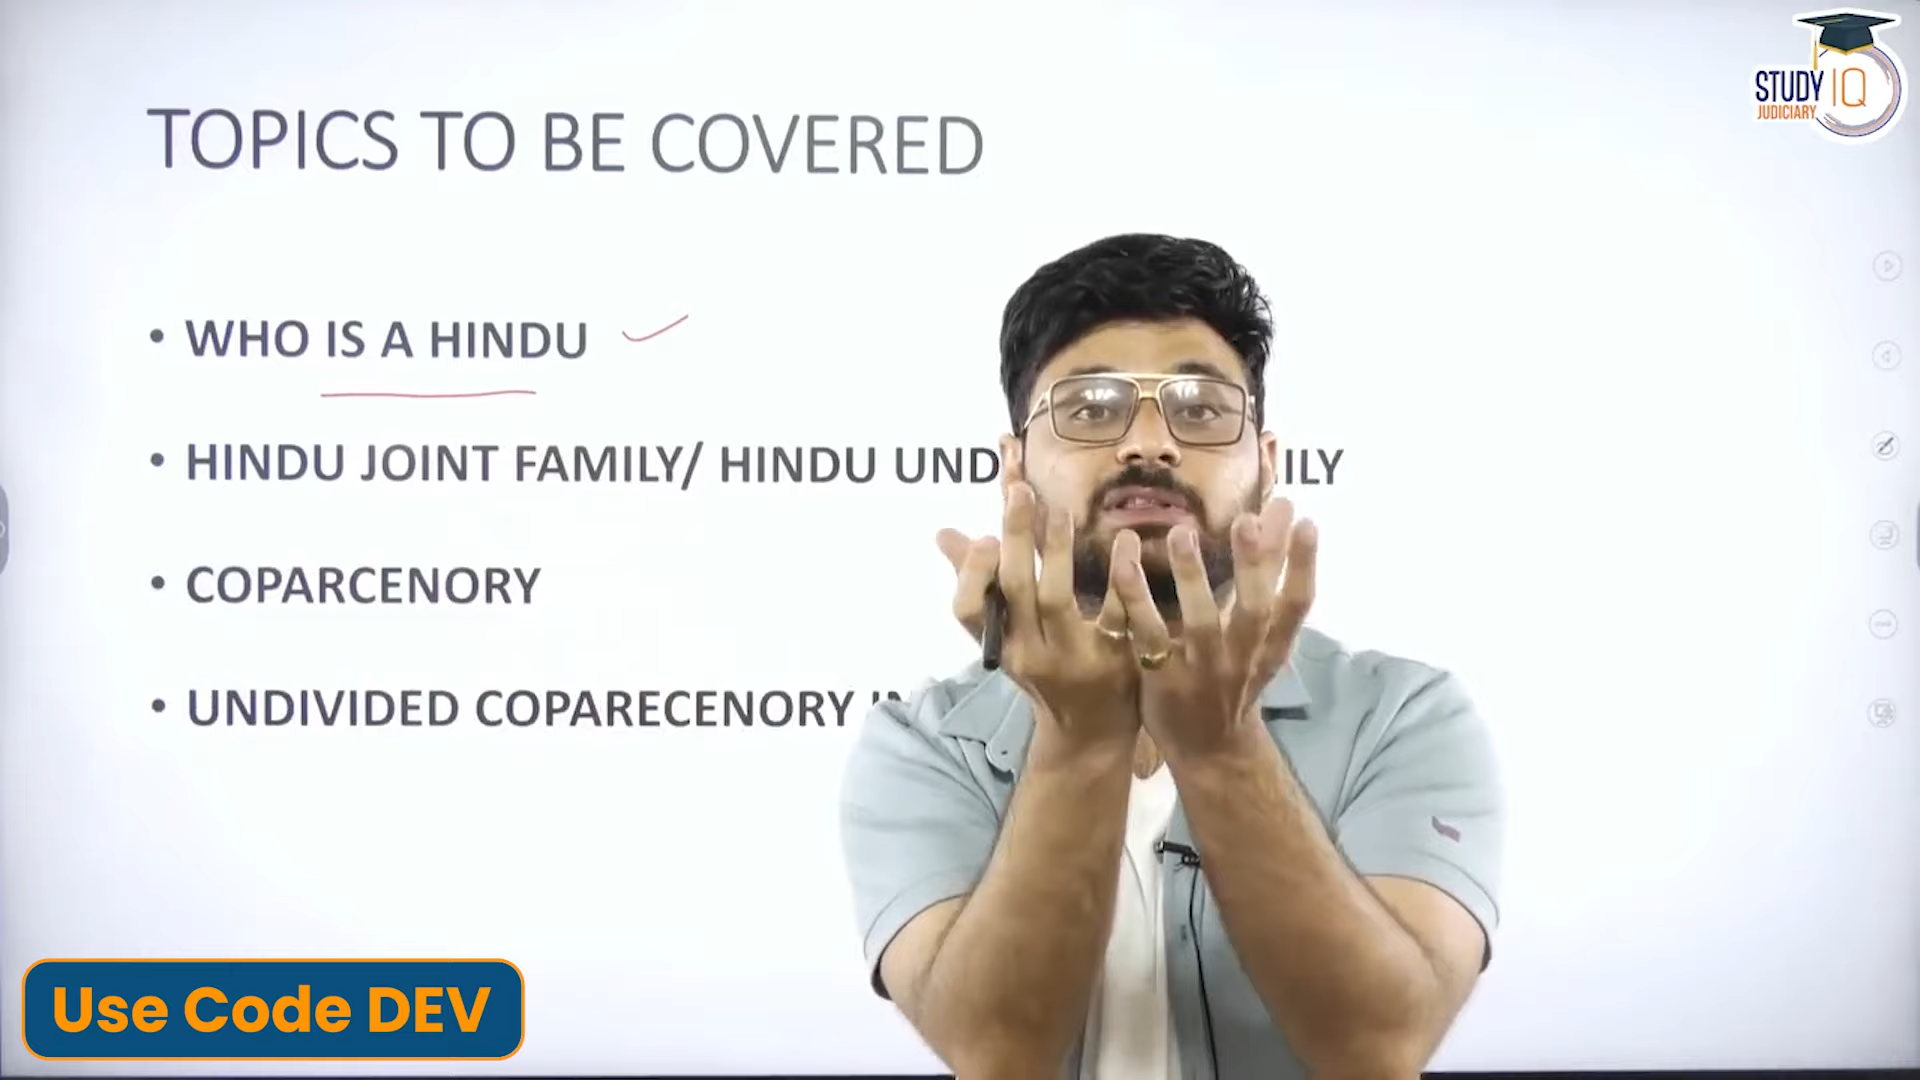 STUDY IQ
JUDICIARY
TOPICS TO BE COVERED
• WHO IS A HINDU
• HINDU JOINT FAMILY/ HINDU UND ILY
• COPARCENORY
• UNDIVIDED COPARECENORY
Use Code DEV